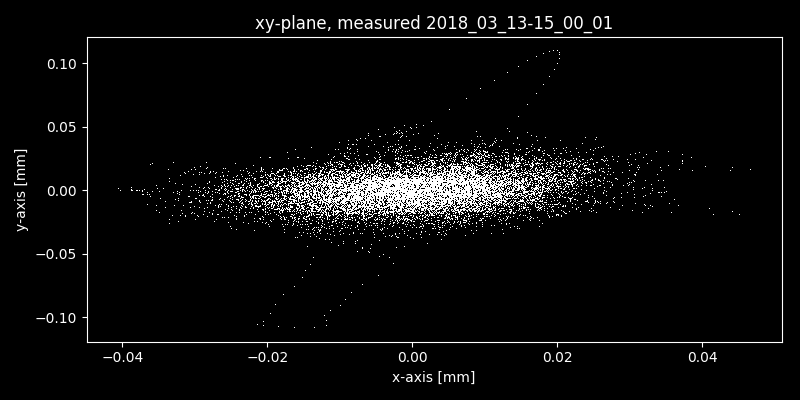 xy-plane, measured 2018_03_13-15_00_01
0.10
0.05
0.00
−0.05
−0.10
y-axis [mm]
−0.04 −0.02 0.00 0.02 0.04
x-axis [mm]